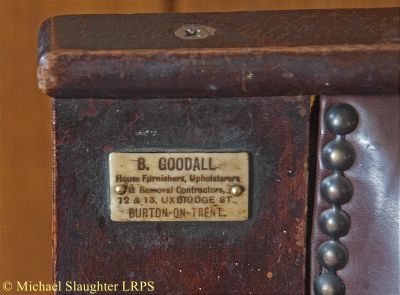 B. GOODALL
House Furnishers, Upholsterers
& Removal Contractors,
12 & 13, UXBRIDGE ST.,
BURTON-ON-TRENT.
© Michael Slaughter LRPS